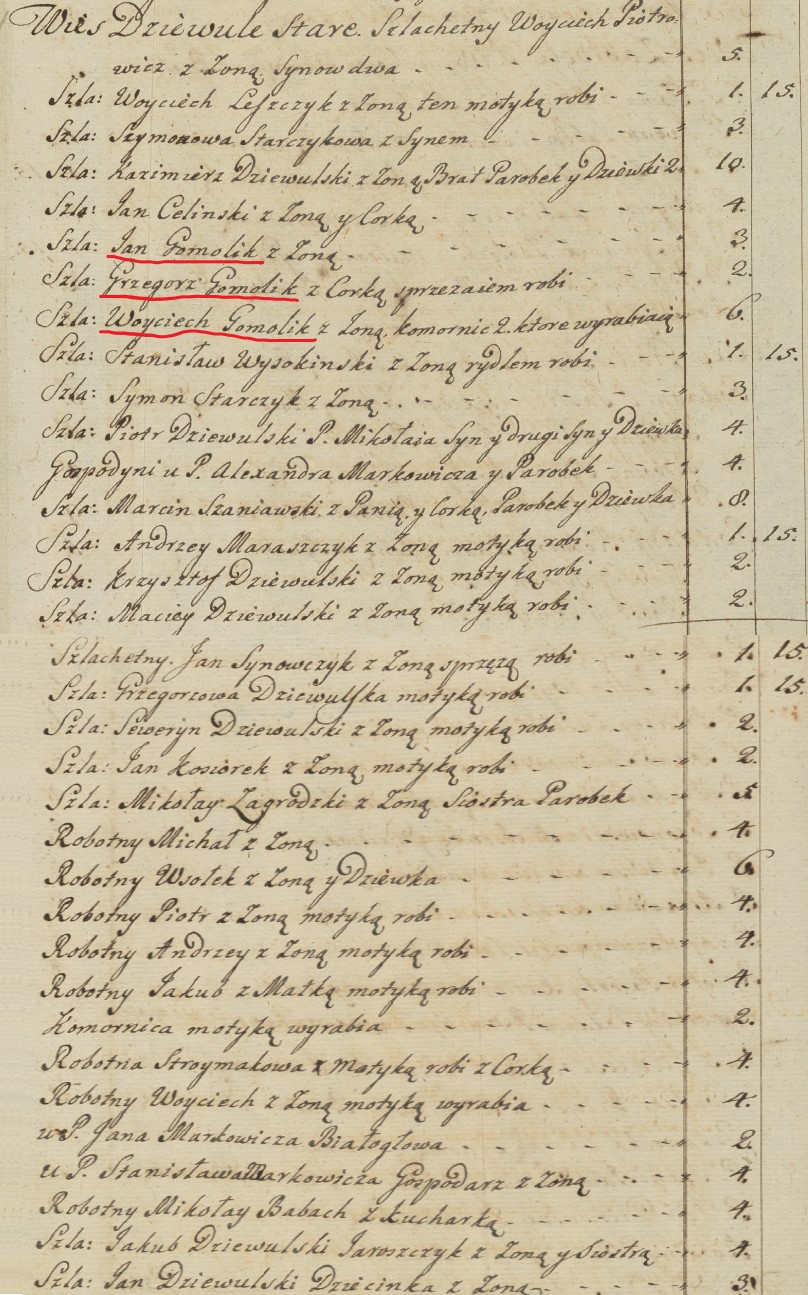 Wies Dziewule Stare. Szlachetny Woyciech Piotro-
wicz z Zoną, Synow dwa - - - - - - - " 5.
Szla: Woyciech Leszczyk z Zoną ten motyką robi - - " 1. 15.
Szla: Szymonowa Starczykowa z Synem - - - - - " 3.
Szla: Kazimierz Dziewulski z Zoną Brat Parobek y Dziewki 2. 10.
Szla: Jan Celinski z Zoną y Corką - - - - - - " 4.
Szla: Jan Gomolik z Zoną - - - - - - - " 3.
Szla: Grzegorz Gomolik z Corką sprzezaiem robi - - - " 2.
Szla: Woyciech Gomolik z Zoną, komornic 2. ktore wyrabiaią " 6.
Szla: Stanisław Wysokinski z Zoną rydlem robi - - - " 1. 15.
Szla: Symon Starczyk z Zoną - - - - - - - " 3.
Szla: Piotr Dziewulski P. Mikołaia Syn y drugi Syn y Dziewka " 4.
Gospodyni u P. Alexandra Markowicza y Parobek - - - " 4.
Szla: Marcin Szaniawski z Panią, y Corką, Parobek y Dziewka " 8.
Szla: Andrzey Maraszczyk z Zoną motyką robi - - - " 1. 15.
Szla: Krzysztof Dziewulski z Zoną motyką robi - - - " 2.
Szla: Maciey Dziewulski z Zoną motyką robi - - - " 2.
Szlachetny Jan Synowczyk z Zoną sprzęzą robi - - - " 1. 15.
Szla: Grzegorcowa Dziewulska motyką robi - - - - " 1. 15.
Szla: Seweryn Dziewulski z Zoną motyką robi - - - " 2.
Szla: Jan Kosiorek z Zoną motyką robi - - - - " 2.
Szla: Mikołay Zagrodzki z Zoną Siostra Parobek - - " 5
Robotny Michał z Zoną - - - - - - - - " 4.
Robotny Wsołek z Zoną y Dziewka - - - - - " 6.
Robotny Piotr z Zoną motyką robi - - - - - " 4.
Robotny Andrzey z Zoną motyką robi - - - - - " 4.
Robotny Jakub z Matką motyką robi - - - - - " 4.
Komornica motyką wyrabia - - - - - - - " 2.
Robotna Stroymakowa z Motyką robi z Corką - - - " 4.
Robotny Woyciech z Zoną motyką wyrabia - - - - " 4.
w P. Jana Markowicza Białogłowa - - - - - " 2.
u P. Stanisława Markowicza Gospodarz z Zoną - - - " 4.
Robotny Mikołay Babach z Kucharką - - - - - " 4.
Szla: Jakub Dziewulski Jaroszczyk z Zoną y Siostrą - - " 4.
Szla: Jan Dziewulski Dziecinka z Zoną - - - - " 3.